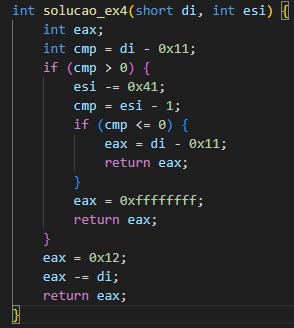 int solucao_ex4(short di, int esi) {
    int eax;
    int cmp = di - 0x11;
    if (cmp > 0) {
        esi -= 0x41;
        cmp = esi - 1;
        if (cmp <= 0) {
            eax = di - 0x11;
            return eax;
        }
        eax = 0xffffffff;
        return eax;
    }
    eax = 0x12;
    eax -= di;
    return eax;
}